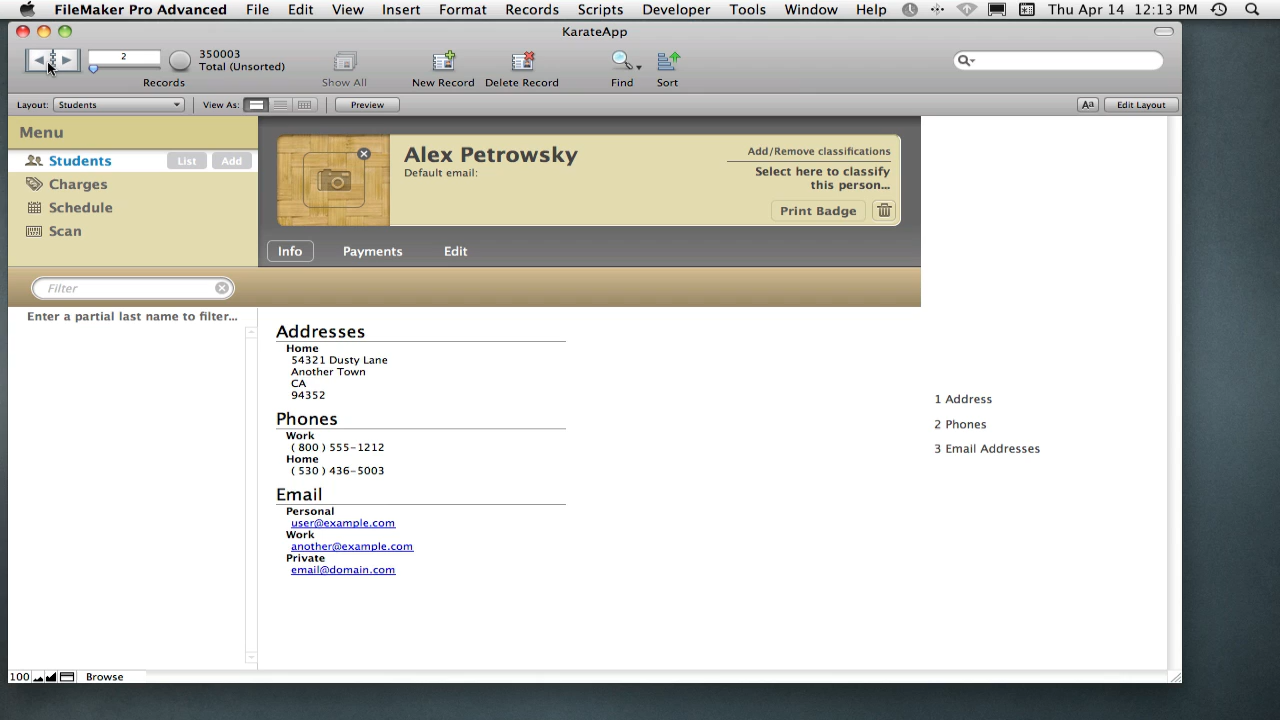 FileMaker Pro Advanced File Edit View Insert Format Records Scripts Developer Tools Window Help Thu Apr 14 12:13 PM
KarateApp
2
350003
Total (Unsorted)
Records Show All New Record Delete Record Find Sort
Layout: Students View As: Preview Aa Edit Layout
Menu
Students List Add
Charges
Schedule
Scan
Alex Petrowsky
Default email:
Add/Remove classifications
Select here to classify
this person...
Print Badge
Info Payments Edit
Filter
Enter a partial last name to filter...
Addresses
Home
54321 Dusty Lane
Another Town
CA
94352
Phones
Work
( 800 ) 555-1212
Home
( 530 ) 436-5003
Email
Personal
user@example.com
Work
another@example.com
Private
email@domain.com
1 Address
2 Phones
3 Email Addresses
100 Browse